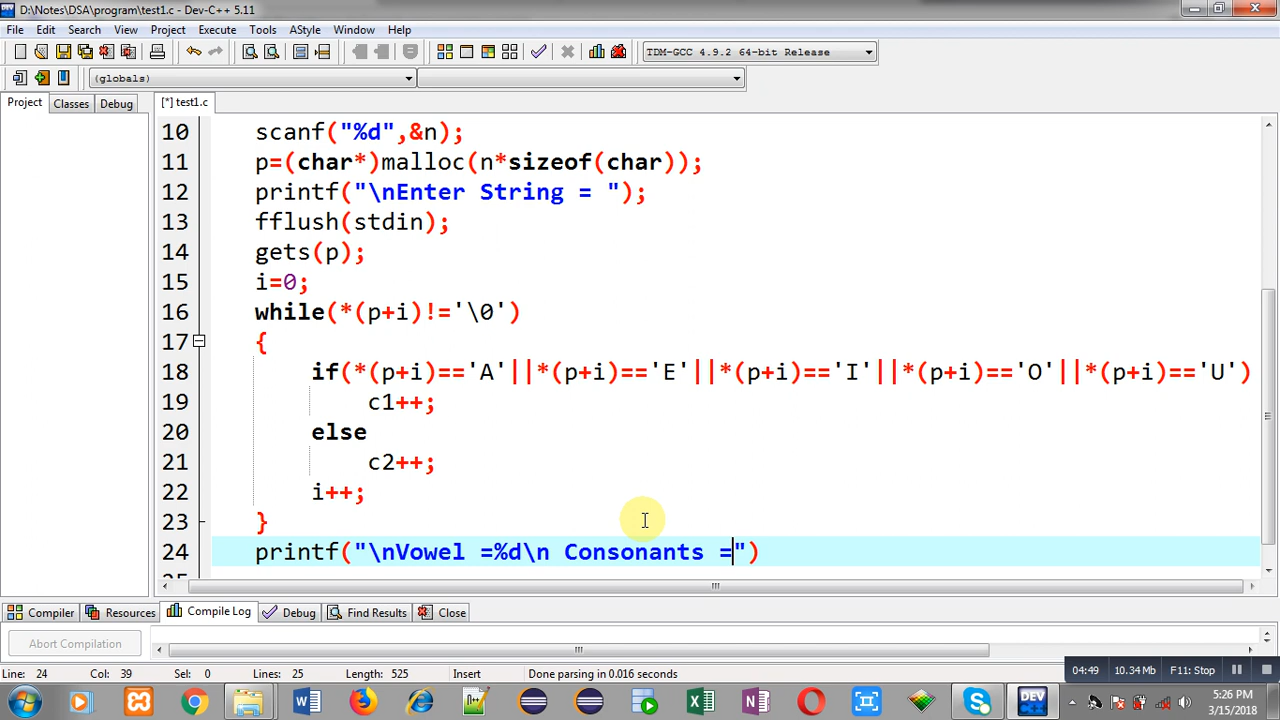 D:\Notes\DSA\program\test1.c - Dev-C++ 5.11
File Edit Search View Project Execute Tools AStyle Window Help
TDM-GCC 4.9.2 64-bit Release
(globals)
Project Classes Debug [*] test1.c
10 scanf("%d",&n);
11 p=(char*)malloc(n*sizeof(char));
12 printf("\nEnter String = ");
13 fflush(stdin);
14 gets(p);
15 i=0;
16 while(*(p+i)!='\0')
17 {
18 if(*(p+i)=='A'||*(p+i)=='E'||*(p+i)=='I'||*(p+i)=='O'||*(p+i)=='U')
19 c1++;
20 else
21 c2++;
22 i++;
23 }
24 printf("\nVowel =%d\n Consonants =")
25
Compiler Resources Compile Log Debug Find Results Close
Abort Compilation
Line: 24 Col: 39 Sel: 0 Lines: 25 Length: 525 Insert Done parsing in 0.016 seconds
04:49 10.34 Mb F11: Stop
5:26 PM
3/15/2018